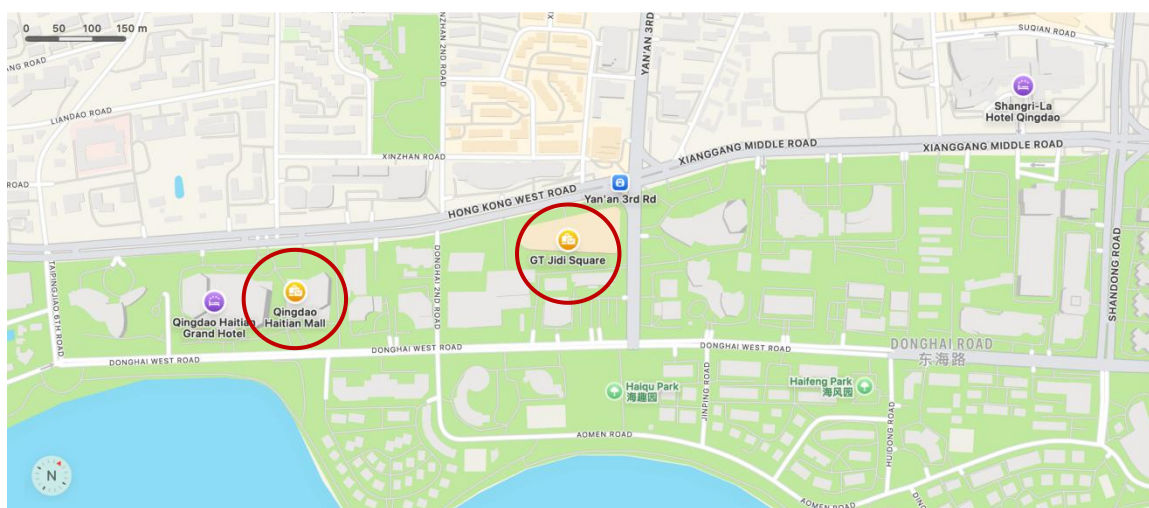 0 50 100 150 m
SUQIAN ROAD
NZHAN 2ND ROAD
YAN'AN 3RD
NG ROAD
LIANDAO ROAD
Shangri-La
Hotel Qingdao
XIANGGANG MIDDLE ROAD
XIANGGANG MIDDLE ROAD
XINZHAN ROAD
ROAD
HONG KONG WEST ROAD
Yan'an 3rd Rd
GT Jidi Square
TAIPINGJIAO 6TH ROAD
DONGHAI 2ND ROAD
SHANDONG ROAD
Qingdao Haitian
Grand Hotel
Qingdao
Haitian Mall
DONGHAI WEST ROAD
DONGHAI WEST ROAD
DONGHAI WEST ROAD
DONGHAI ROAD
东海路
Haiqu Park
海趣园
JINPING ROAD
Haifeng Park
海风园
HUIDONG ROAD
AOMEN ROAD
AOMEN ROAD
N